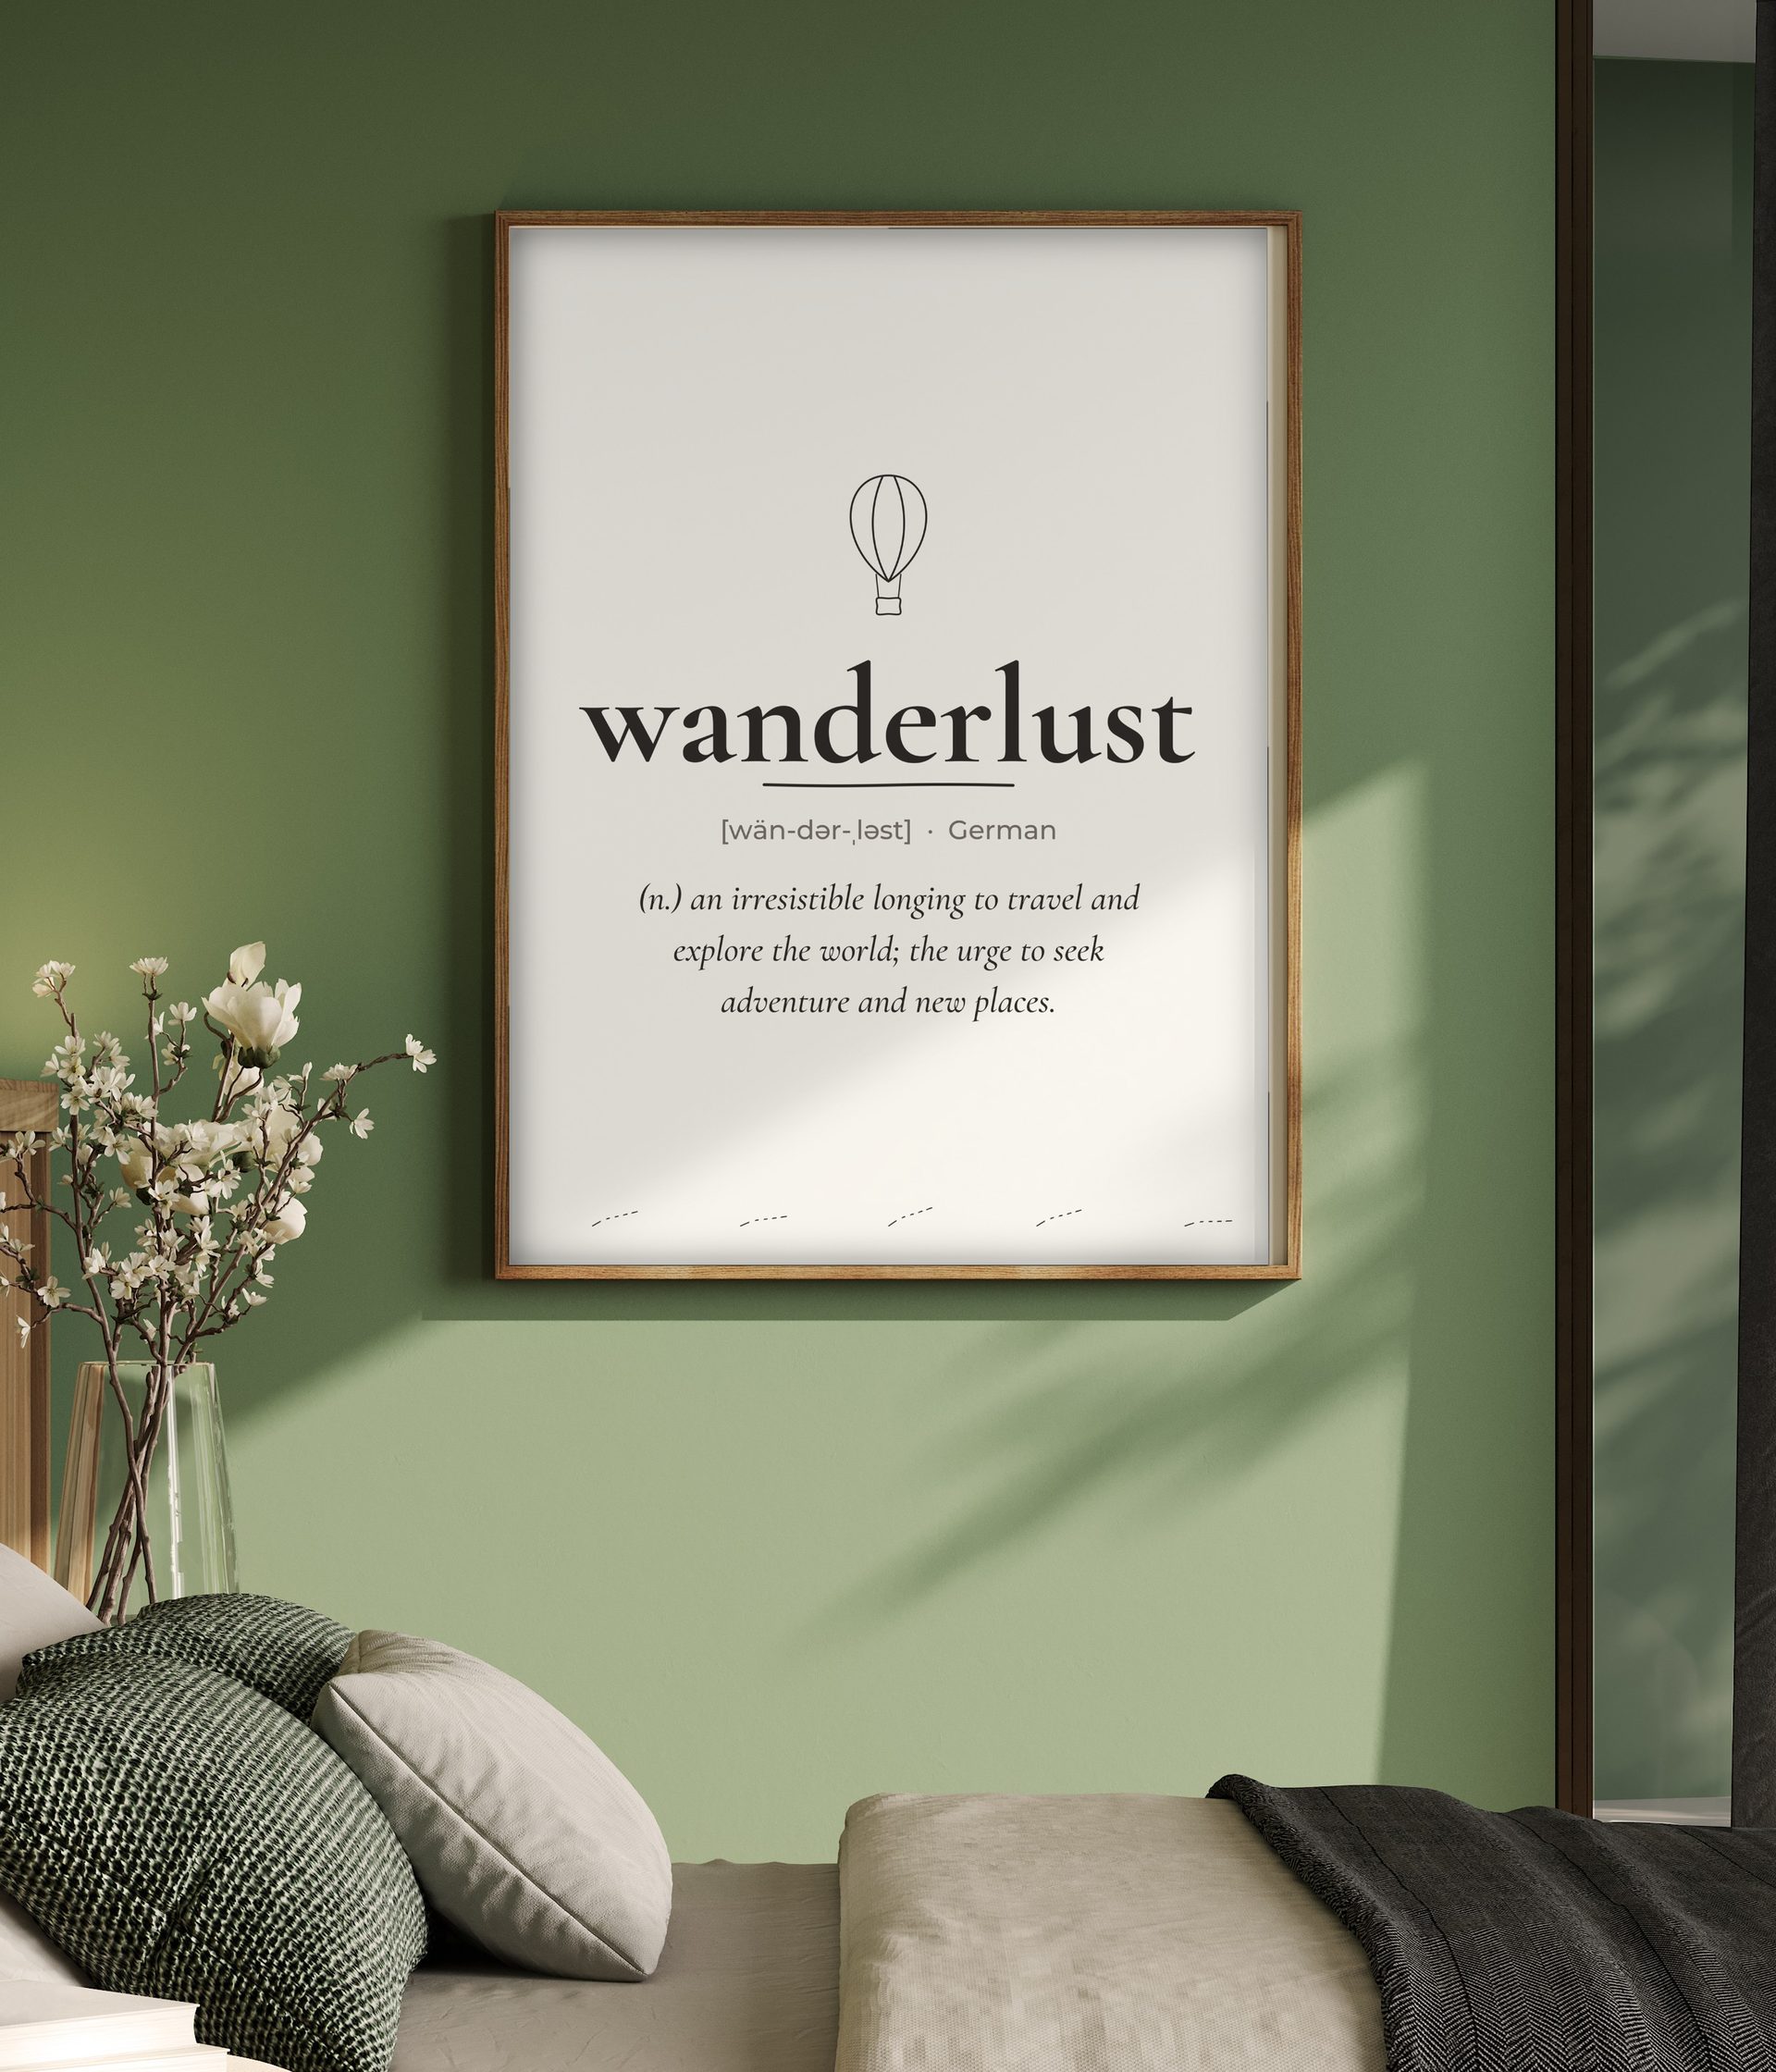 wanderlust
[wän-dər-ˌləst] · German
(n.) an irresistible longing to travel and
explore the world; the urge to seek
adventure and new places.